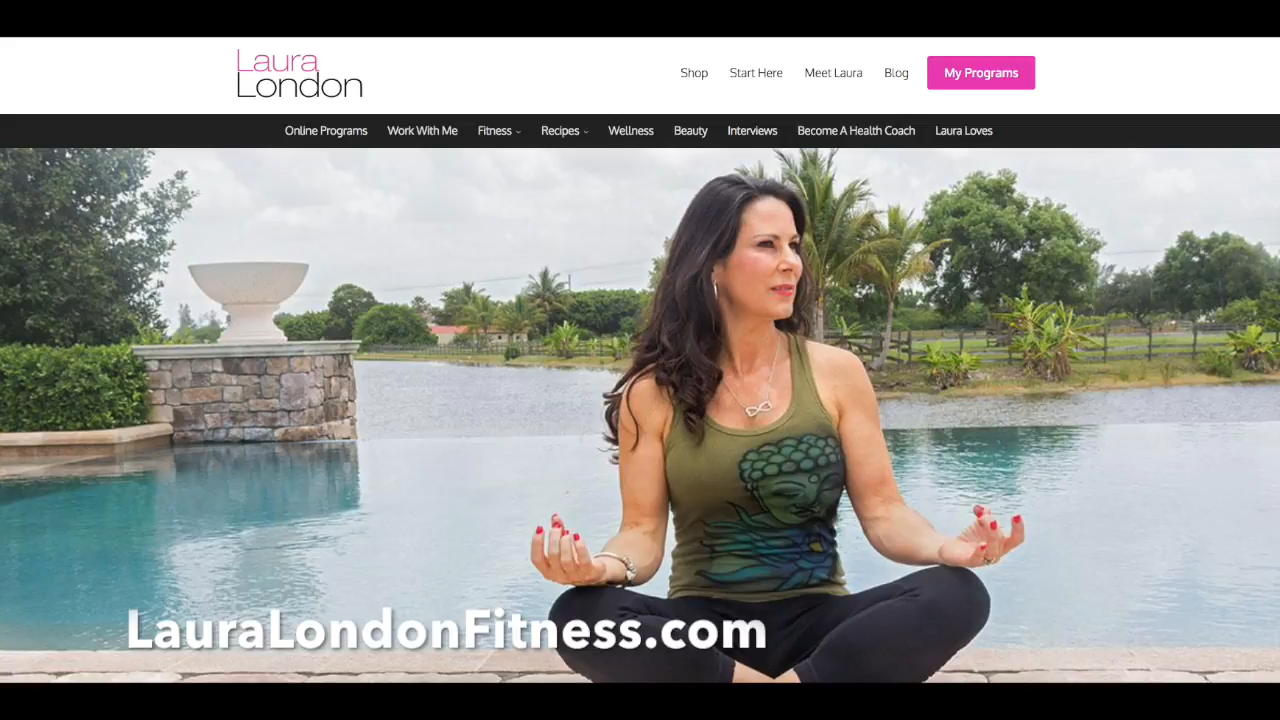 Laura
London
Shop Start Here Meet Laura Blog My Programs
Online Programs Work With Me Fitness Recipes Wellness Beauty Interviews Become A Health Coach Laura Loves
LauraLondonFitness.com